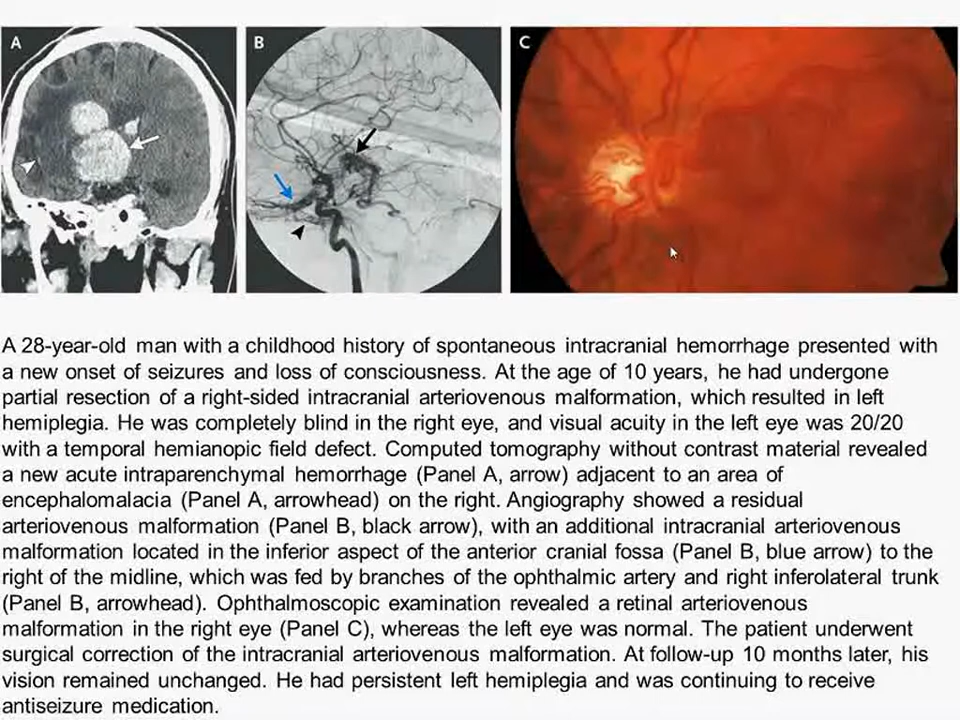 A
B
C
A 28-year-old man with a childhood history of spontaneous intracranial hemorrhage presented with
a new onset of seizures and loss of consciousness. At the age of 10 years, he had undergone
partial resection of a right-sided intracranial arteriovenous malformation, which resulted in left
hemiplegia. He was completely blind in the right eye, and visual acuity in the left eye was 20/20
with a temporal hemianopic field defect. Computed tomography without contrast material revealed
a new acute intraparenchymal hemorrhage (Panel A, arrow) adjacent to an area of
encephalomalacia (Panel A, arrowhead) on the right. Angiography showed a residual
arteriovenous malformation (Panel B, black arrow), with an additional intracranial arteriovenous
malformation located in the inferior aspect of the anterior cranial fossa (Panel B, blue arrow) to the
right of the midline, which was fed by branches of the ophthalmic artery and right inferolateral trunk
(Panel B, arrowhead). Ophthalmoscopic examination revealed a retinal arteriovenous
malformation in the right eye (Panel C), whereas the left eye was normal. The patient underwent
surgical correction of the intracranial arteriovenous malformation. At follow-up 10 months later, his
vision remained unchanged. He had persistent left hemiplegia and was continuing to receive
antiseizure medication.